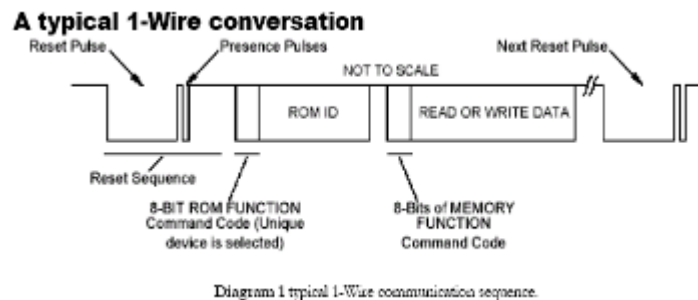 A typical 1-Wire conversation
Reset Pulse
Presence Pulses
Next Reset Pulse
NOT TO SCALE
ROM ID
READ OR WRITE DATA
Reset Sequence
8-BIT ROM FUNCTION
Command Code (Unique
device is selected)
8-Bits of MEMORY
FUNCTION
Command Code
Diagram 1 typical 1-Wire communication sequence.